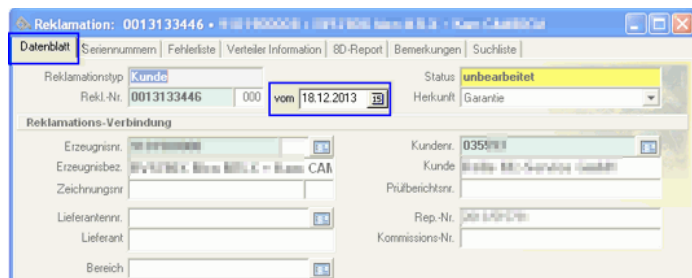 Reklamation: 0013133446 •
Datenblatt Seriennummern Fehlerliste Verteiler Information 8D-Report Bemerkungen Suchliste
Reklamationstyp Kunde Status unbearbeitet
Rekl.-Nr. 0013133446 000 vom 18.12.2013 15 Herkunft Garantie
Reklamations-Verbindung
Erzeugnisnr. Kundenr.
Erzeugnisbez. Kunde
Zeichnungsnr Prüfberichtsnr.
Lieferantennr. Rep.-Nr.
Lieferant Kommissions-Nr.
Bereich